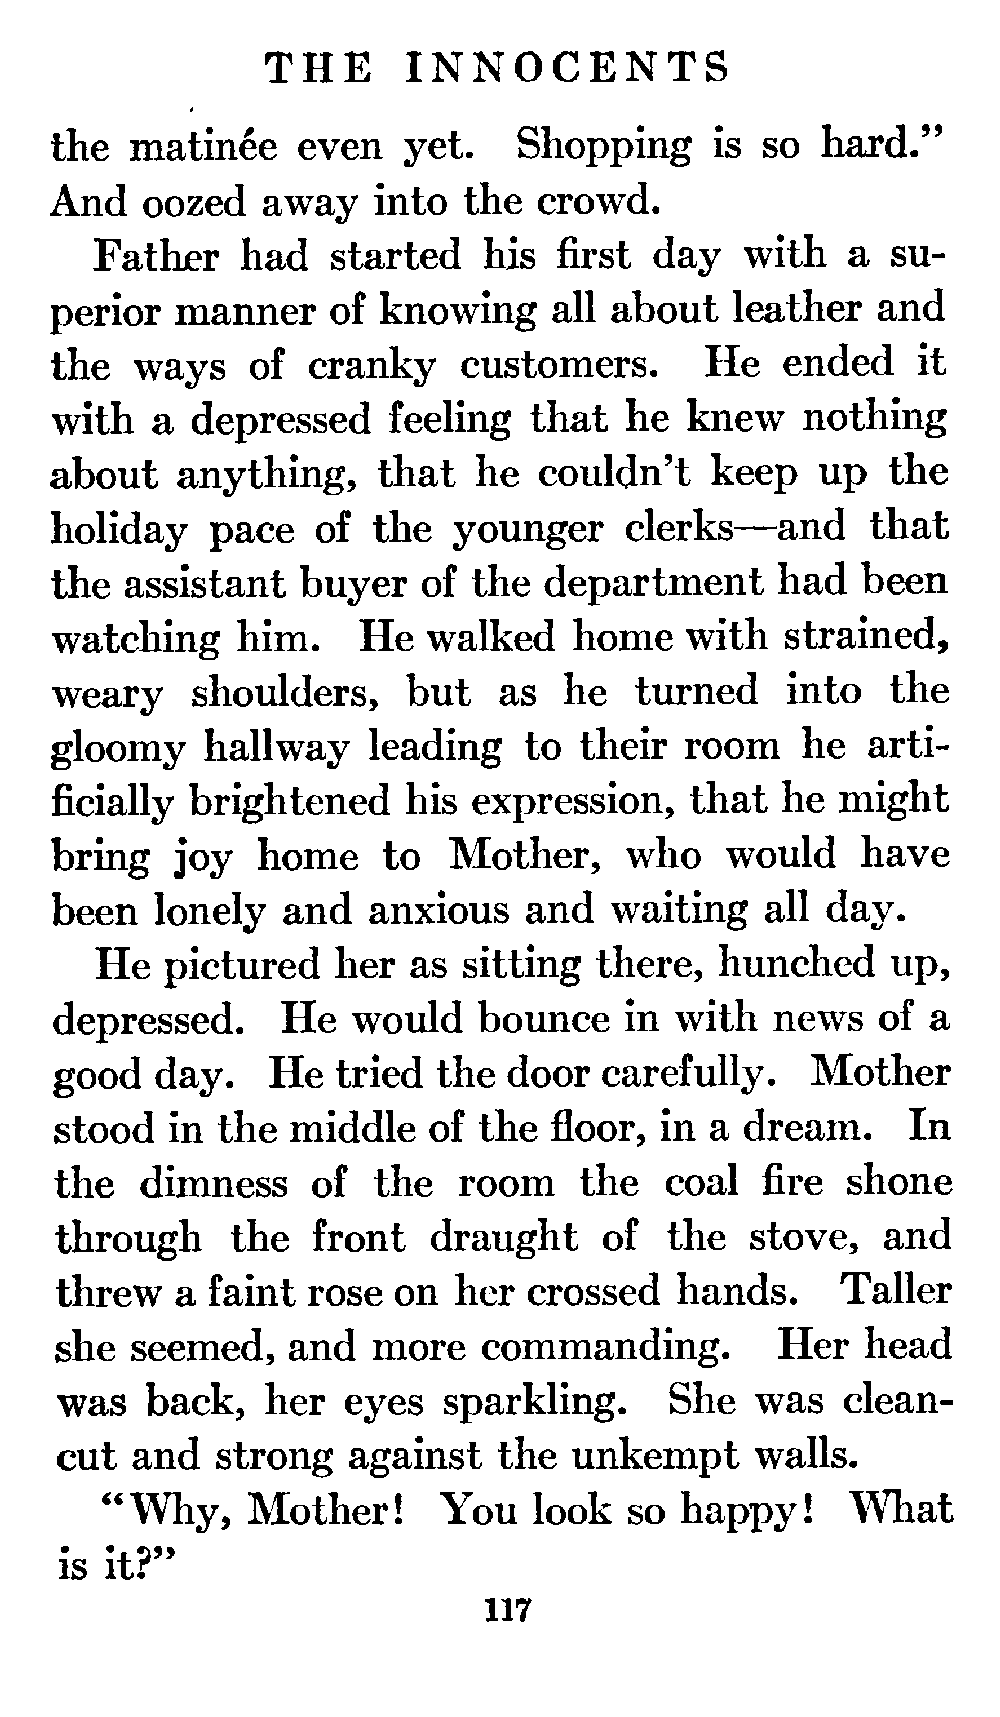 THE INNOCENTS
the matinée even yet. Shopping is so hard.”
And oozed away into the crowd.
Father had started his first day with a su-
perior manner of knowing all about leather and
the ways of cranky customers. He ended it
with a depressed feeling that he knew nothing
about anything, that he couldn’t keep up the
holiday pace of the younger clerks—and that
the assistant buyer of the department had been
watching him. He walked home with strained,
weary shoulders, but as he turned into the
gloomy hallway leading to their room he arti-
ficially brightened his expression, that he might
bring joy home to Mother, who would have
been lonely and anxious and waiting all day.
He pictured her as sitting there, hunched up,
depressed. He would bounce in with news of a
good day. He tried the door carefully. Mother
stood in the middle of the floor, in a dream. In
the dimness of the room the coal fire shone
through the front draught of the stove, and
threw a faint rose on her crossed hands. Taller
she seemed, and more commanding. Her head
was back, her eyes sparkling. She was clean-
cut and strong against the unkempt walls.
“Why, Mother! You look so happy! What
is it?”
117